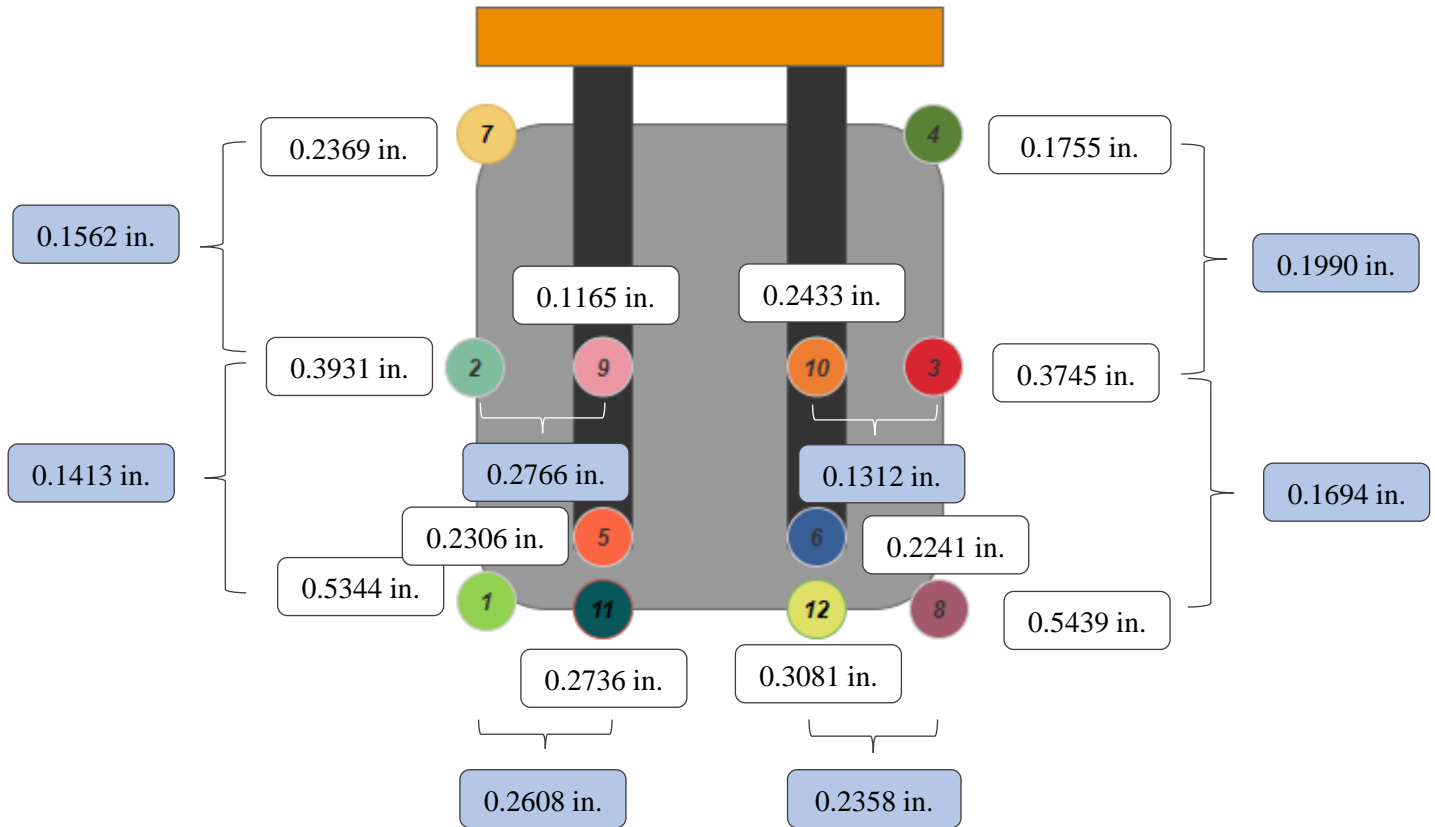 7
4
0.2369 in.
0.1755 in.
0.1562 in.
0.1990 in.
0.1165 in.
0.2433 in.
0.3931 in.
2
9
10
3
0.3745 in.
0.1413 in.
0.2766 in.
0.1312 in.
0.1694 in.
0.2306 in.
5
6
0.2241 in.
0.5344 in.
1
11
12
8
0.5439 in.
0.2736 in.
0.3081 in.
0.2608 in.
0.2358 in.